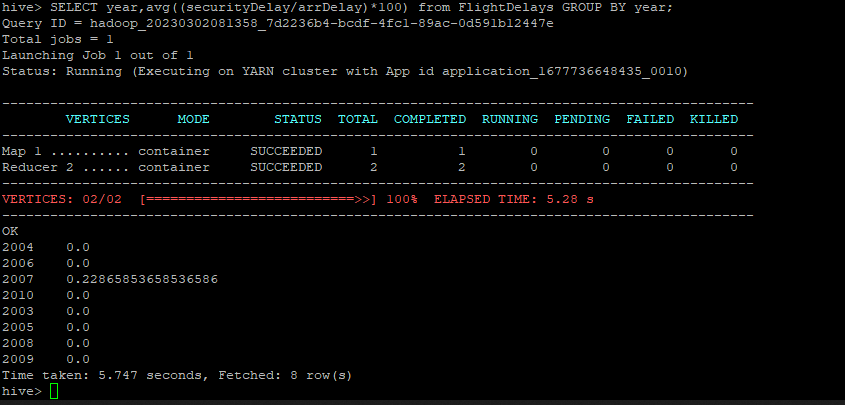 hive> SELECT year,avg((securityDelay/arrDelay)*100) from FlightDelays GROUP BY year;
Query ID = hadoop_20230302081358_7d2236b4-bcdf-4fc1-89ac-0d591b12447e
Total jobs = 1
Launching Job 1 out of 1
Status: Running (Executing on YARN cluster with App id application_1677736648435_0010)
----------------------------------------------------------------------------------------------
VERTICES MODE STATUS TOTAL COMPLETED RUNNING PENDING FAILED KILLED
----------------------------------------------------------------------------------------------
Map 1 .......... container SUCCEEDED 1 1 0 0 0 0
Reducer 2 ...... container SUCCEEDED 2 2 0 0 0 0
----------------------------------------------------------------------------------------------
VERTICES: 02/02 [==========================>>] 100% ELAPSED TIME: 5.28 s
----------------------------------------------------------------------------------------------
OK
2004 0.0
2006 0.0
2007 0.22865853658536586
2010 0.0
2003 0.0
2005 0.0
2008 0.0
2009 0.0
Time taken: 5.747 seconds, Fetched: 8 row(s)
hive>